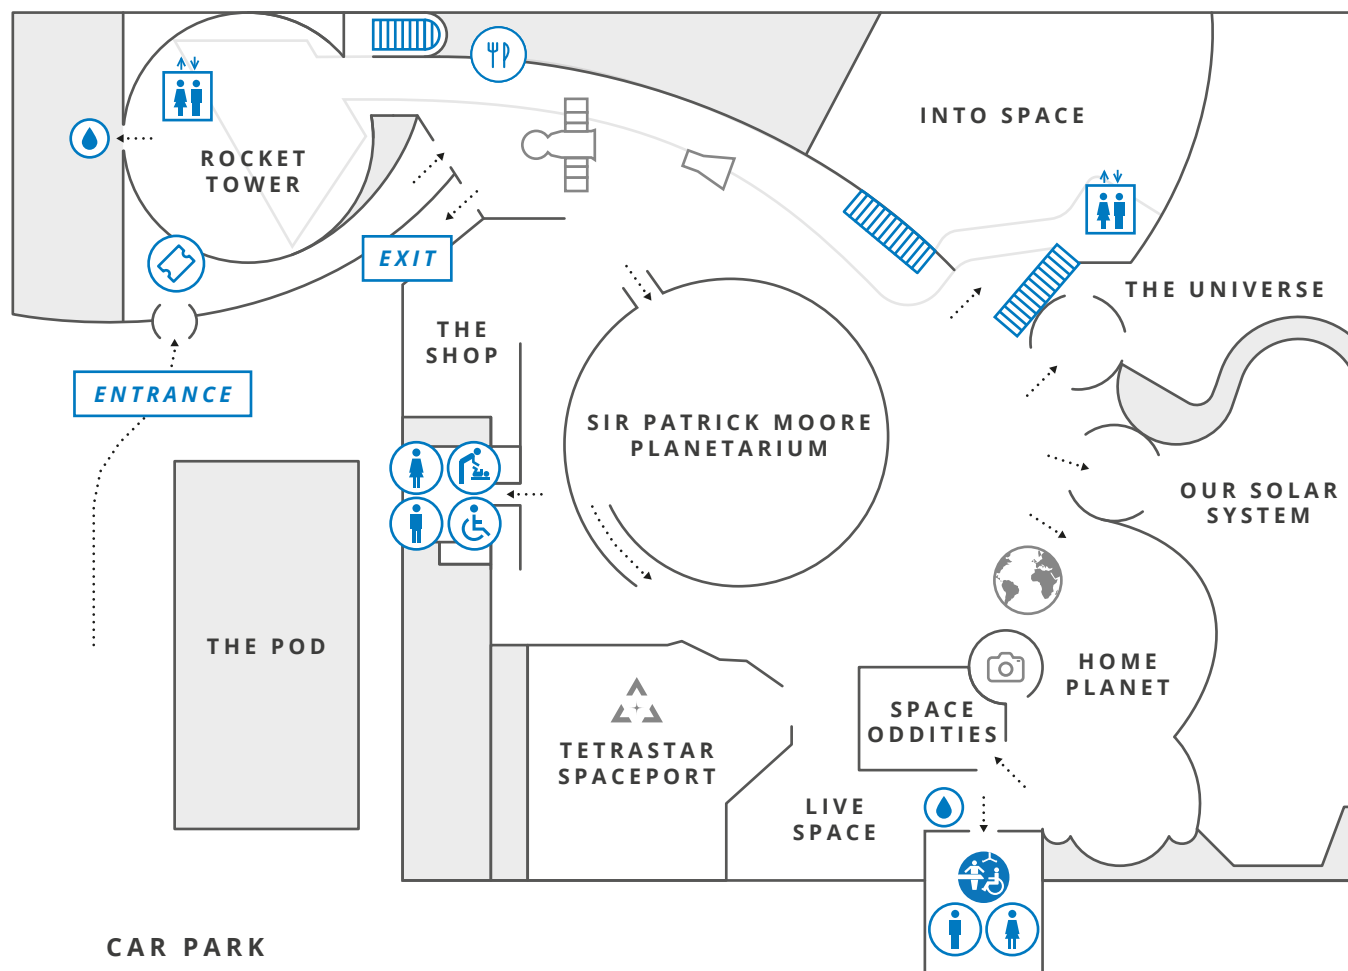 INTO SPACE
ROCKET
TOWER
EXIT
THE UNIVERSE
THE
SHOP
ENTRANCE
SIR PATRICK MOORE
PLANETARIUM
OUR SOLAR
SYSTEM
THE POD
HOME
PLANET
SPACE
ODDITIES
TETRASTAR
SPACEPORT
LIVE
SPACE
CAR PARK